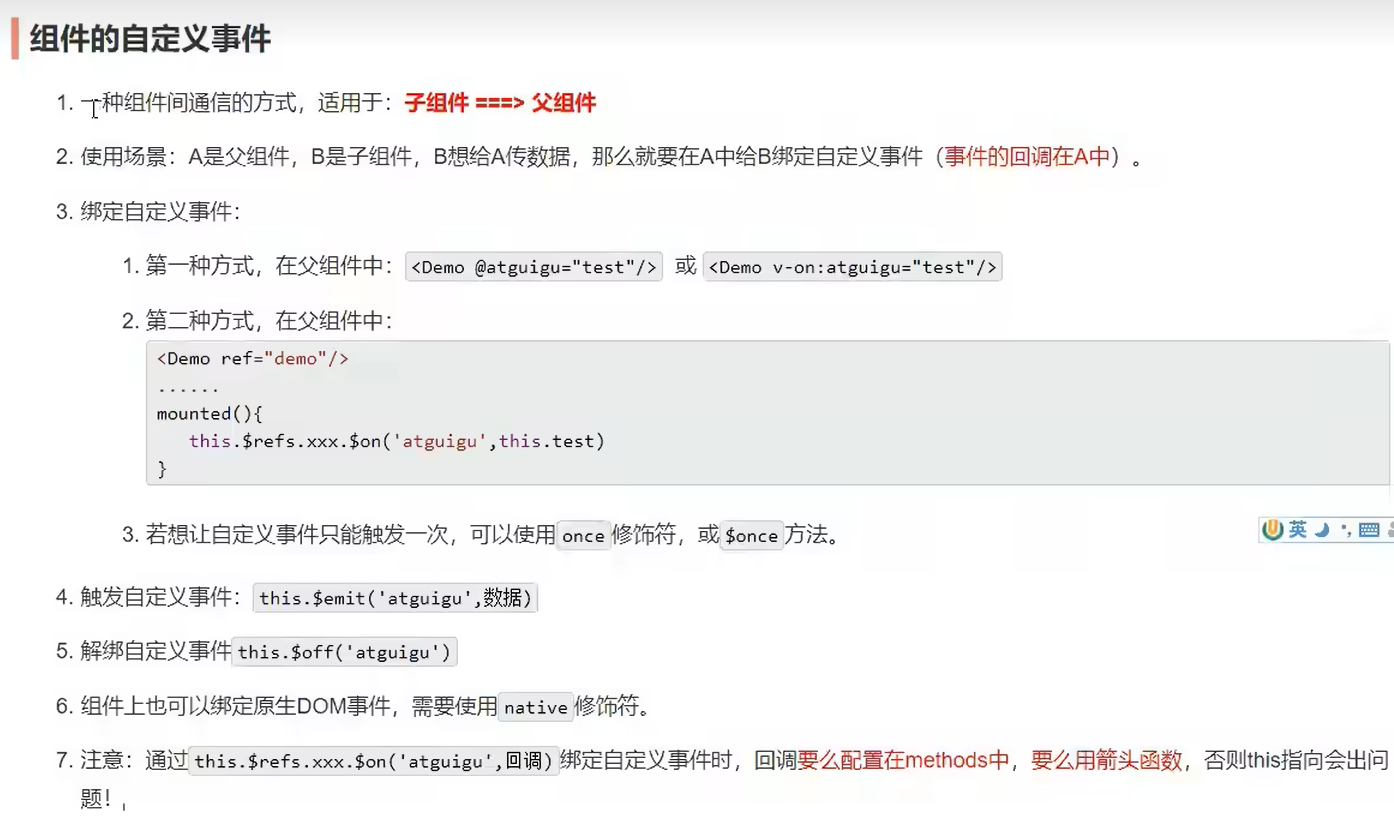 组件的自定义事件
1. 一种组件间通信的方式，适用于：子组件 ===> 父组件
2. 使用场景：A是父组件，B是子组件，B想给A传数据，那么就要在A中给B绑定自定义事件（事件的回调在A中）。
3. 绑定自定义事件：
1. 第一种方式，在父组件中：<Demo @atguigu="test"/> 或 <Demo v-on:atguigu="test"/>
2. 第二种方式，在父组件中：
<Demo ref="demo"/>
......
mounted(){
this.$refs.xxx.$on('atguigu',this.test)
}
3. 若想让自定义事件只能触发一次，可以使用once修饰符，或$once方法。
英
4. 触发自定义事件：this.$emit('atguigu',数据)
5. 解绑自定义事件this.$off('atguigu')
6. 组件上也可以绑定原生DOM事件，需要使用native修饰符。
7. 注意：通过this.$refs.xxx.$on('atguigu',回调)绑定自定义事件时，回调要么配置在methods中，要么用箭头函数，否则this指向会出问
题！